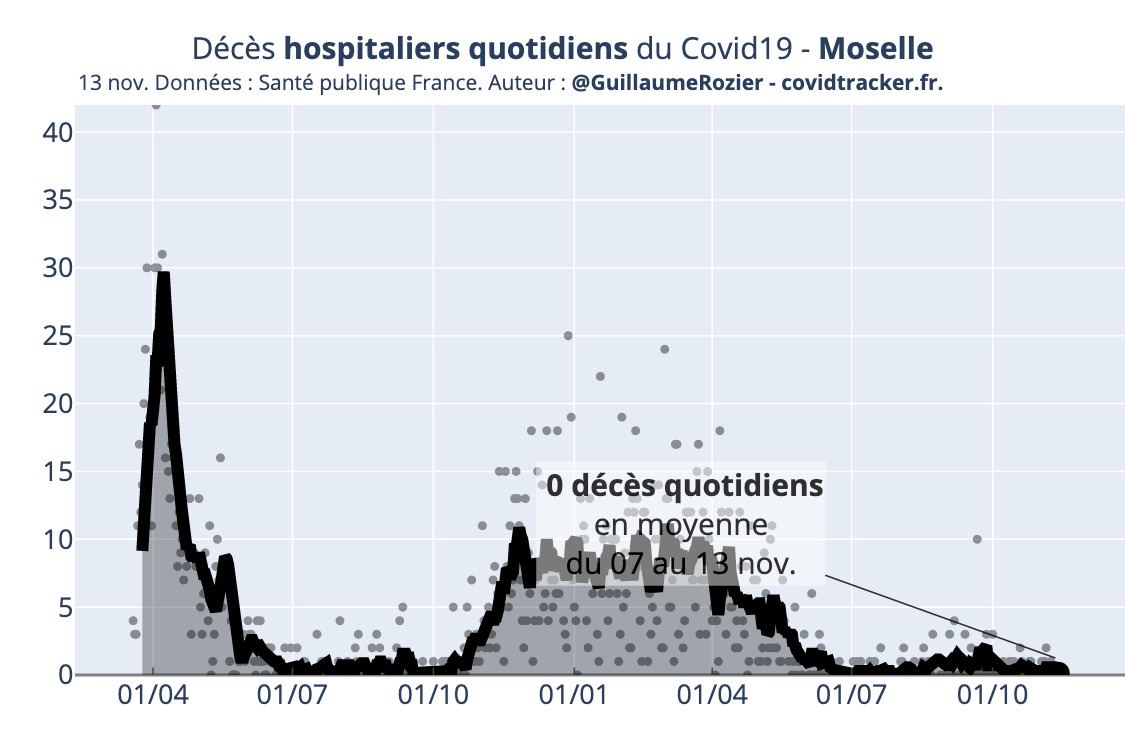 Décès hospitaliers quotidiens du Covid19 - Moselle
13 nov. Données : Santé publique France. Auteur : @GuillaumeRozier - covidtracker.fr.
40
35
30
25
20
15
10
5
0
0 décès quotidiens
en moyenne
du 07 au 13 nov.
01/04 01/07 01/10 01/01 01/04 01/07 01/10